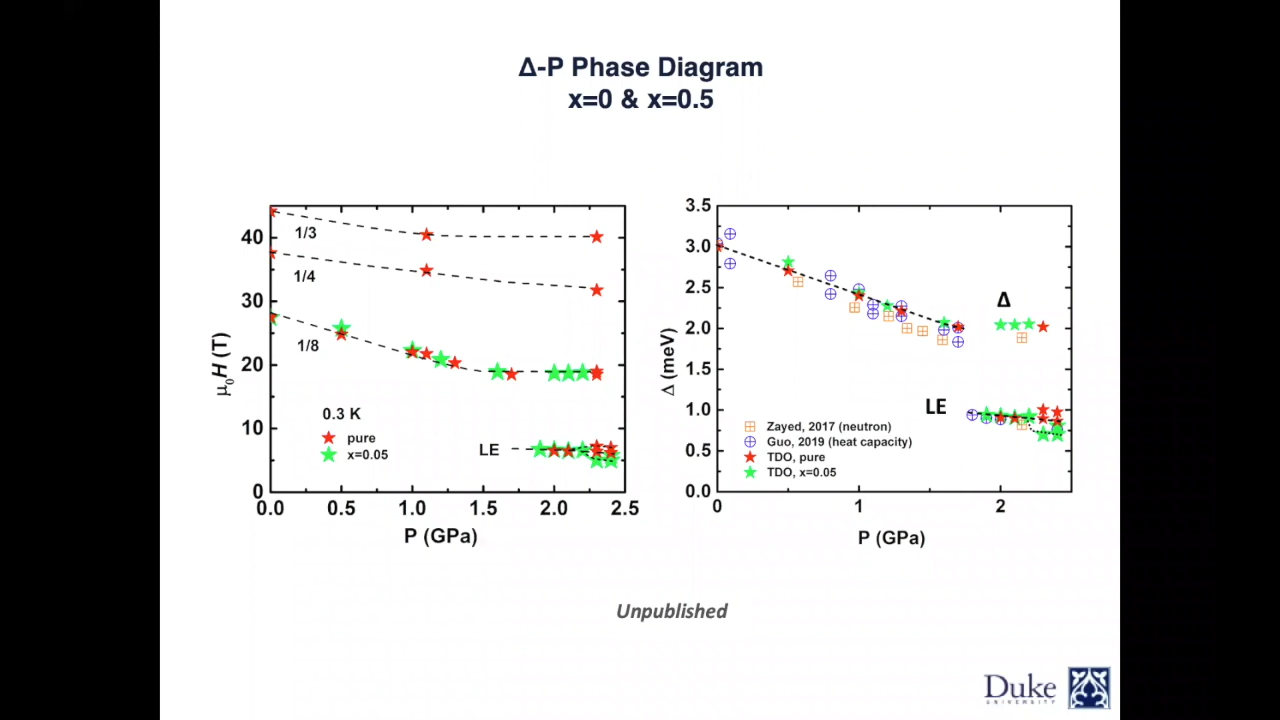 Δ-P Phase Diagram
x=0 & x=0.5
40
30
20
10
0
μ₀H (T)
1/3
1/4
1/8
0.3 K
pure
x=0.05
LE
0.0 0.5 1.0 1.5 2.0 2.5
P (GPa)
3.5
3.0
2.5
2.0
1.5
1.0
0.5
0.0
Δ (meV)
Δ
LE
Zayed, 2017 (neutron)
Guo, 2019 (heat capacity)
TDO, pure
TDO, x=0.05
0 1 2
P (GPa)
Unpublished
Duke
UNIVERSITY